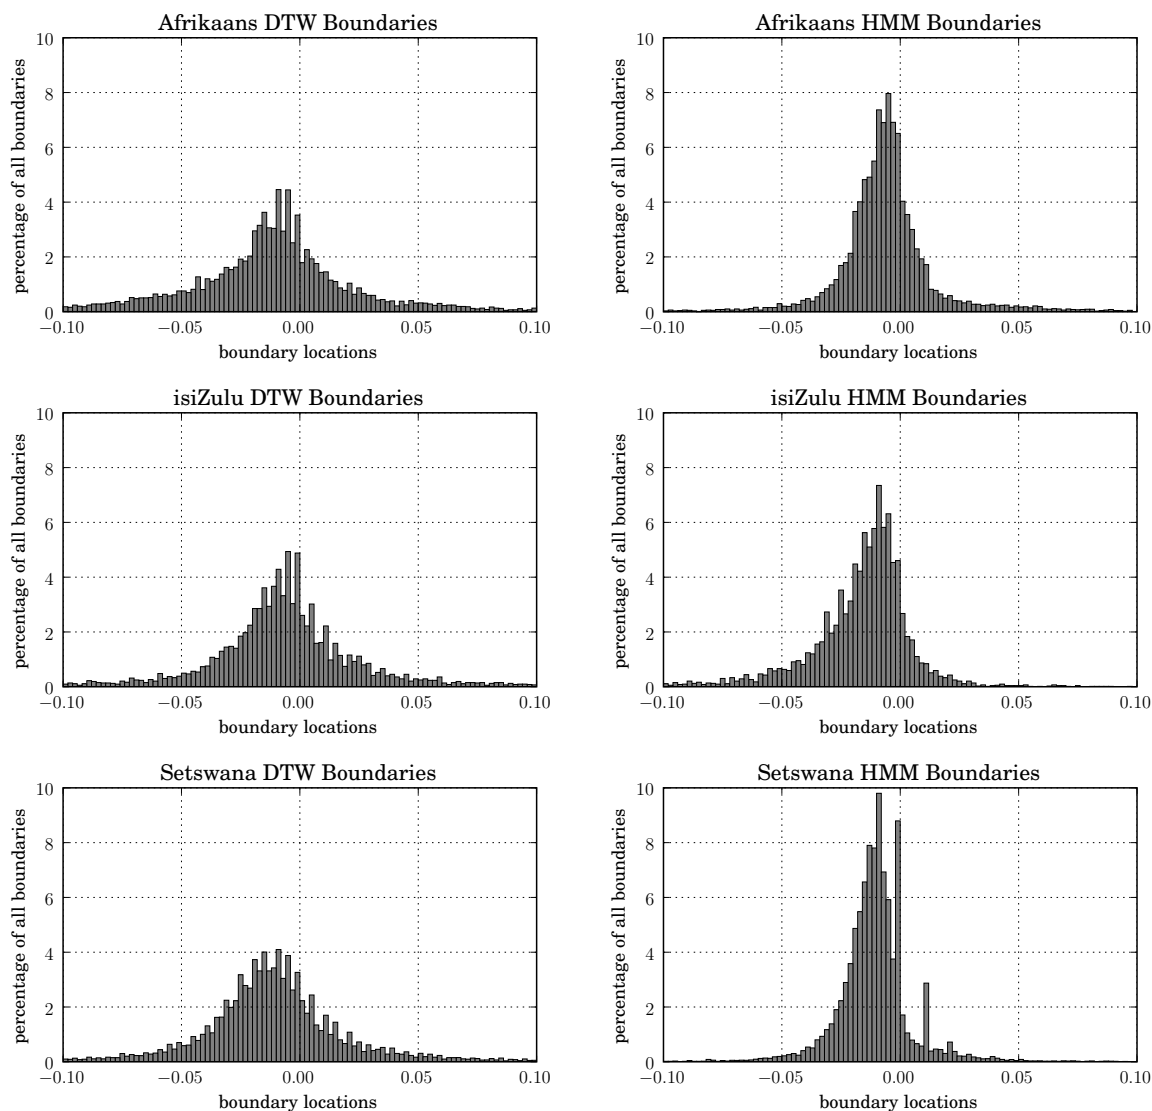 Afrikaans DTW Boundaries
10
8
6
4
2
0
percentage of all boundaries
−0.10 −0.05 0.00 0.05 0.10
boundary locations
Afrikaans HMM Boundaries
10
8
6
4
2
0
percentage of all boundaries
−0.10 −0.05 0.00 0.05 0.10
boundary locations
isiZulu DTW Boundaries
10
8
6
4
2
0
percentage of all boundaries
−0.10 −0.05 0.00 0.05 0.10
boundary locations
isiZulu HMM Boundaries
10
8
6
4
2
0
percentage of all boundaries
−0.10 −0.05 0.00 0.05 0.10
boundary locations
Setswana DTW Boundaries
10
8
6
4
2
0
percentage of all boundaries
−0.10 −0.05 0.00 0.05 0.10
boundary locations
Setswana HMM Boundaries
10
8
6
4
2
0
percentage of all boundaries
−0.10 −0.05 0.00 0.05 0.10
boundary locations